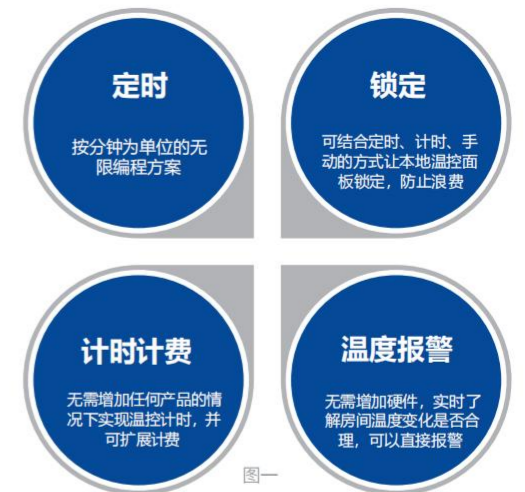 定时
按分钟为单位的无
限编程方案
锁定
可结合定时、计时、手
动的方式让本地温控面
板锁定，防止浪费
计时计费
无需增加任何产品的情
况下实现温控计时，并
可扩展计费
温度报警
无需增加硬件，实时了
解房间温度变化是否合
理，可以直接报警
图一